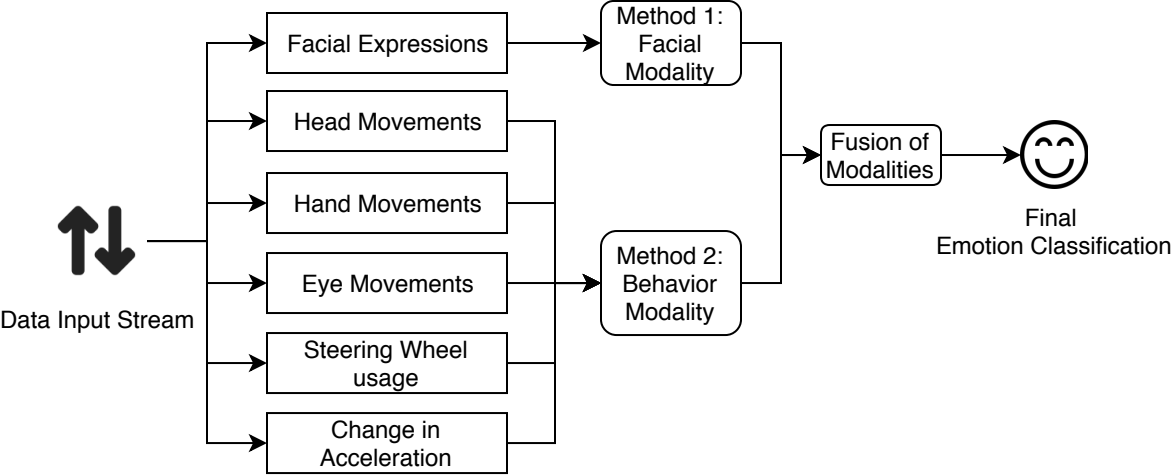 Facial Expressions
Head Movements
Hand Movements
Eye Movements
Steering Wheel
usage
Change in
Acceleration
Data Input Stream
Method 1:
Facial
Modality
Method 2:
Behavior
Modality
Fusion of
Modalities
Final
Emotion Classification